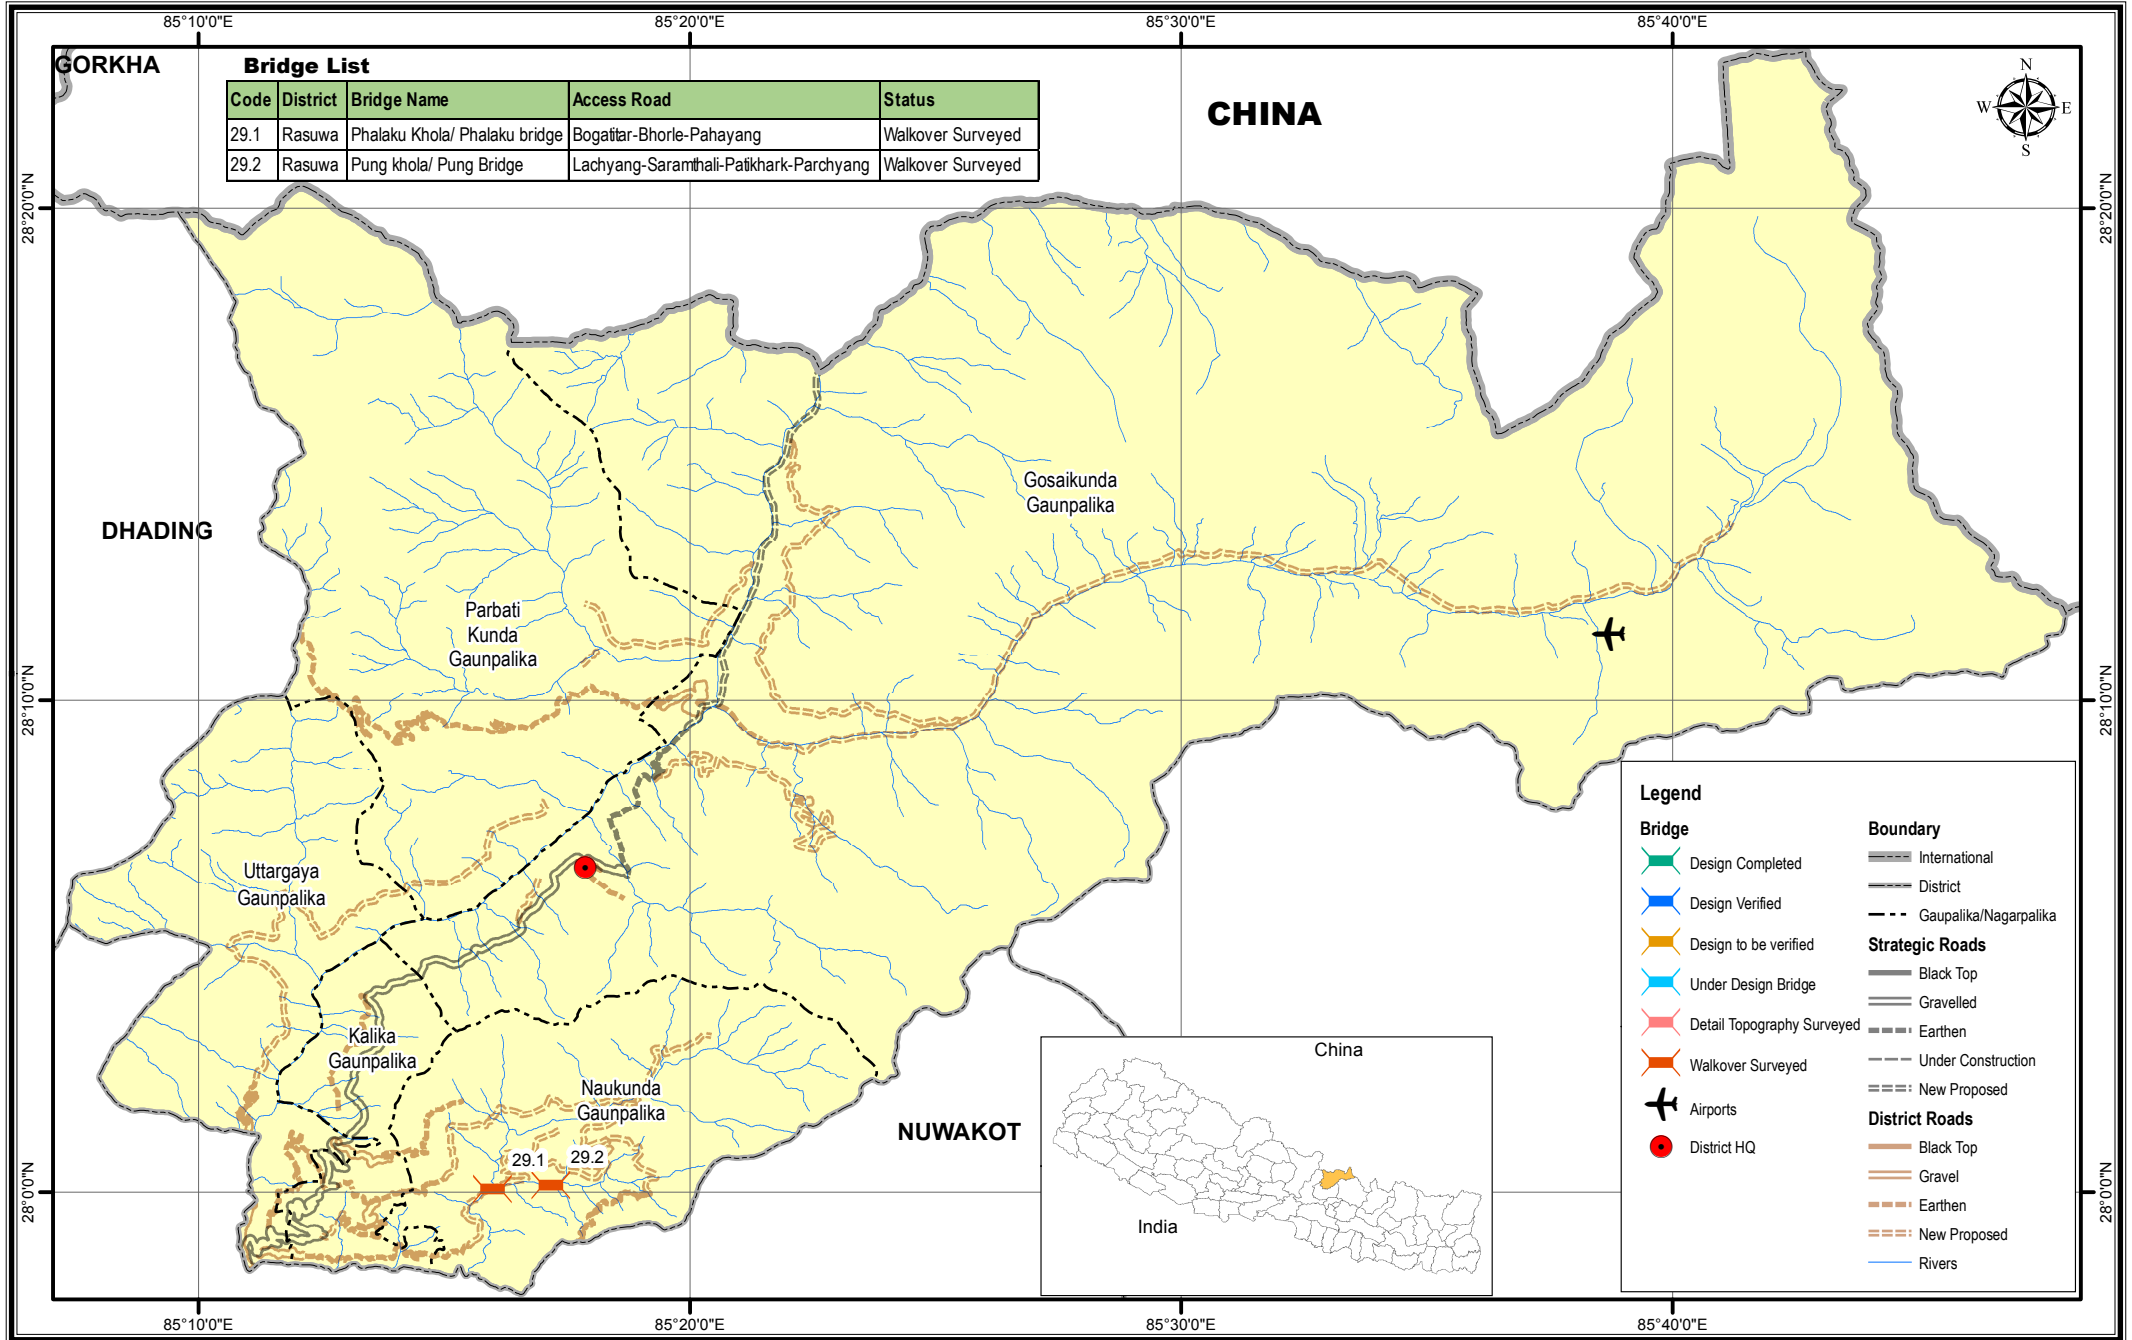 85°10'0"E
85°20'0"E
85°30'0"E
85°40'0"E
GORKHA
Bridge List
Code District Bridge Name Access Road Status
29.1 Rasuwa Phalaku Khola/ Phalaku bridge Bogatitar-Bhorle-Pahayang Walkover Surveyed
29.2 Rasuwa Pung khola/ Pung Bridge Lachyang-Saramthali-Patikhark-Parchyang Walkover Surveyed
CHINA
N
W
E
S
28°20'0"N
28°20'0"N
Gosaikunda
Gaunpalika
DHADING
Parbati
Kunda
Gaunpalika
28°10'0"N
28°10'0"N
Uttargaya
Gaunpalika
Kalika
Gaunpalika
Naukunda
Gaunpalika
NUWAKOT
29.1
29.2
28°0'0"N
28°0'0"N
China
India
Legend
Bridge
Design Completed
Design Verified
Design to be verified
Under Design Bridge
Detail Topography Surveyed
Walkover Surveyed
Airports
District HQ
Boundary
International
District
Gaupalika/Nagarpalika
Strategic Roads
Black Top
Gravelled
Earthen
Under Construction
New Proposed
District Roads
Black Top
Gravel
Earthen
New Proposed
Rivers
85°10'0"E
85°20'0"E
85°30'0"E
85°40'0"E